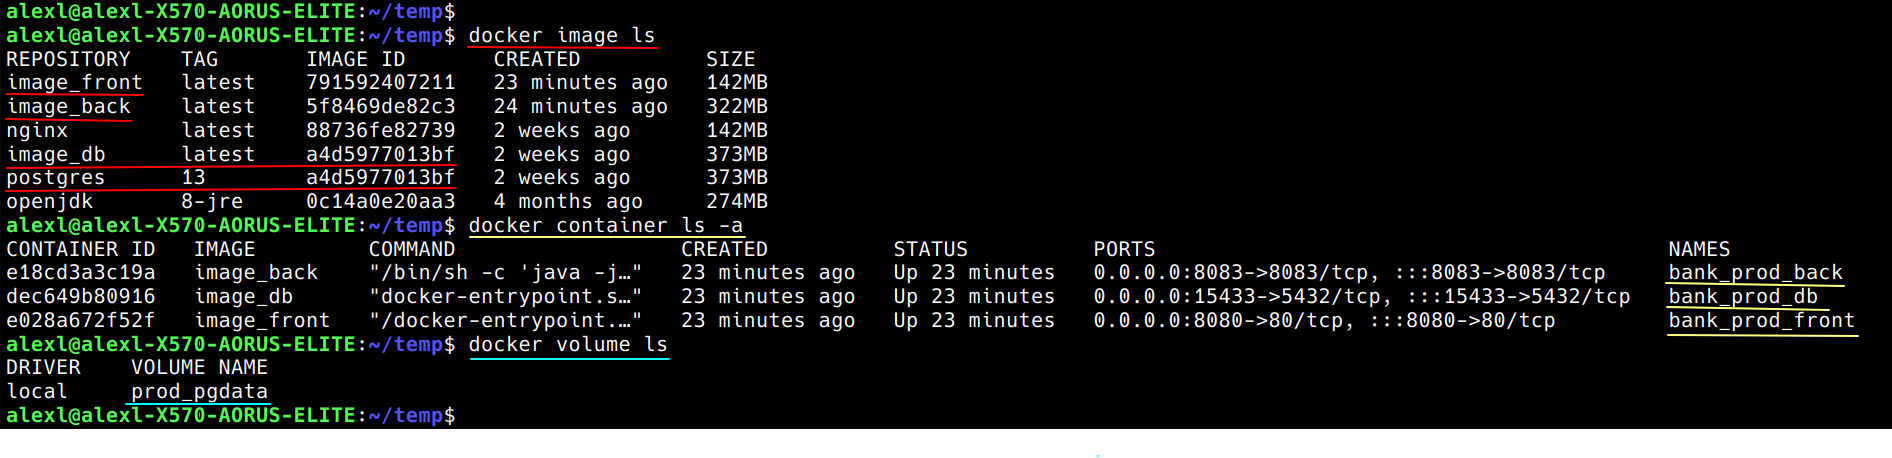 alexl@alexl-X570-AORUS-ELITE:~/temp$
alexl@alexl-X570-AORUS-ELITE:~/temp$ docker image ls
REPOSITORY    TAG       IMAGE ID       CREATED          SIZE
image_front   latest    791592407211   23 minutes ago   142MB
image_back    latest    5f8469de82c3   24 minutes ago   322MB
nginx         latest    88736fe82739   2 weeks ago      142MB
image_db      latest    a4d5977013bf   2 weeks ago      373MB
postgres      13        a4d5977013bf   2 weeks ago      373MB
openjdk       8-jre     0c14a0e20aa3   4 months ago     274MB
alexl@alexl-X570-AORUS-ELITE:~/temp$ docker container ls -a
CONTAINER ID   IMAGE         COMMAND                  CREATED          STATUS          PORTS                                         NAMES
e18cd3a3c19a   image_back    "/bin/sh -c 'java -j…"   23 minutes ago   Up 23 minutes   0.0.0.0:8083->8083/tcp, :::8083->8083/tcp     bank_prod_back
dec649b80916   image_db      "docker-entrypoint.s…"   23 minutes ago   Up 23 minutes   0.0.0.0:15433->5432/tcp, :::15433->5432/tcp   bank_prod_db
e028a672f52f   image_front   "/docker-entrypoint.…"   23 minutes ago   Up 23 minutes   0.0.0.0:8080->80/tcp, :::8080->80/tcp         bank_prod_front
alexl@alexl-X570-AORUS-ELITE:~/temp$ docker volume ls
DRIVER    VOLUME NAME
local     prod_pgdata
alexl@alexl-X570-AORUS-ELITE:~/temp$